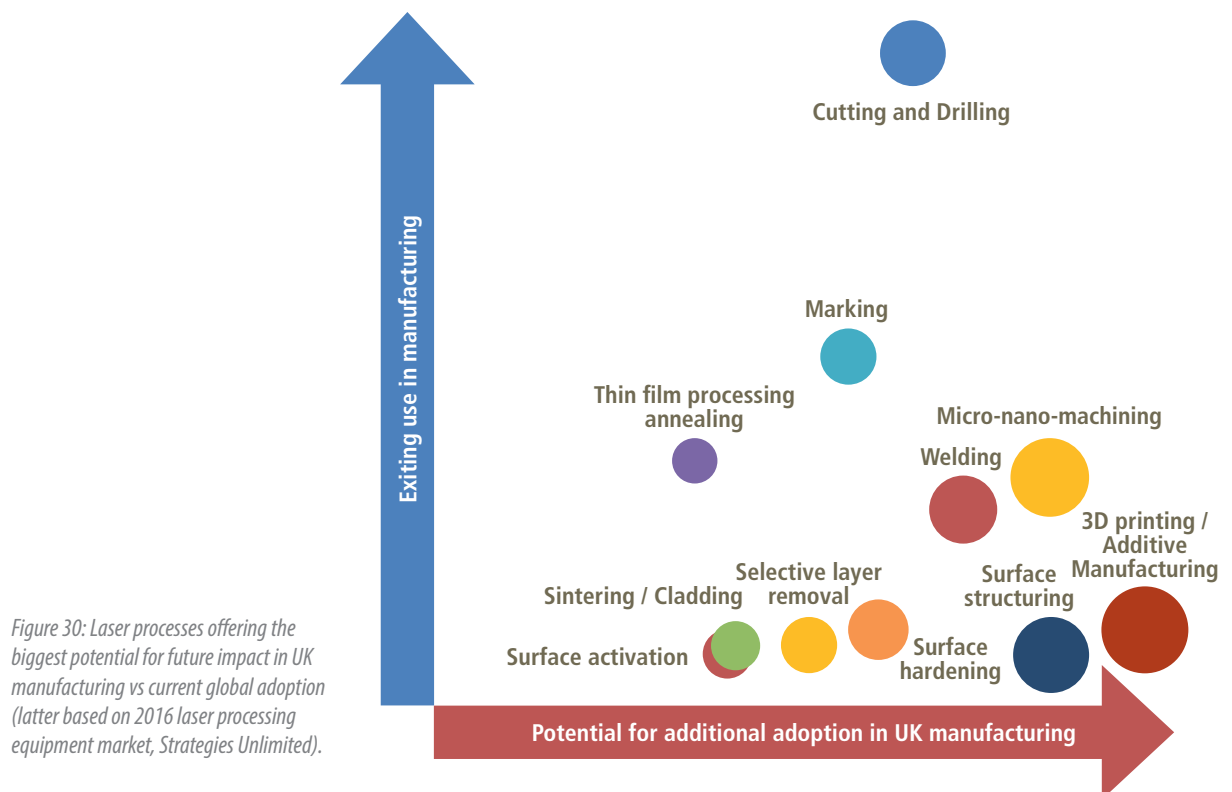 Cutting and Drilling
Exiting use in manufacturing
Marking
Thin film processing
annealing
Micro-nano-machining
Welding
3D printing /
Additive
Manufacturing
Selective layer
removal
Surface
structuring
Sintering / Cladding
Surface activation
Surface
hardening
Figure 30: Laser processes offering the
biggest potential for future impact in UK
manufacturing vs current global adoption
(latter based on 2016 laser processing
equipment market, Strategies Unlimited).
Potential for additional adoption in UK manufacturing